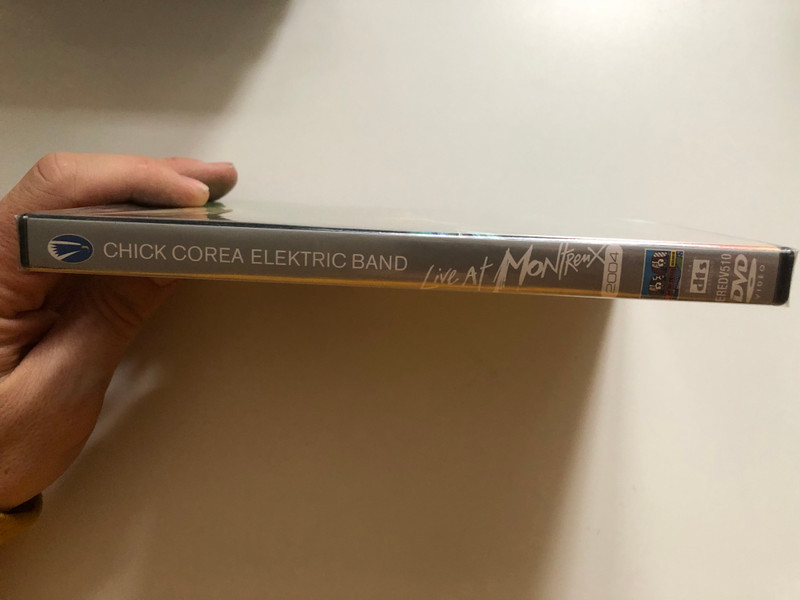 CHICK COREA ELEKTRIC BAND
Live At MONTREUX
2004
dts
EREDV510
DVD
VIDEO